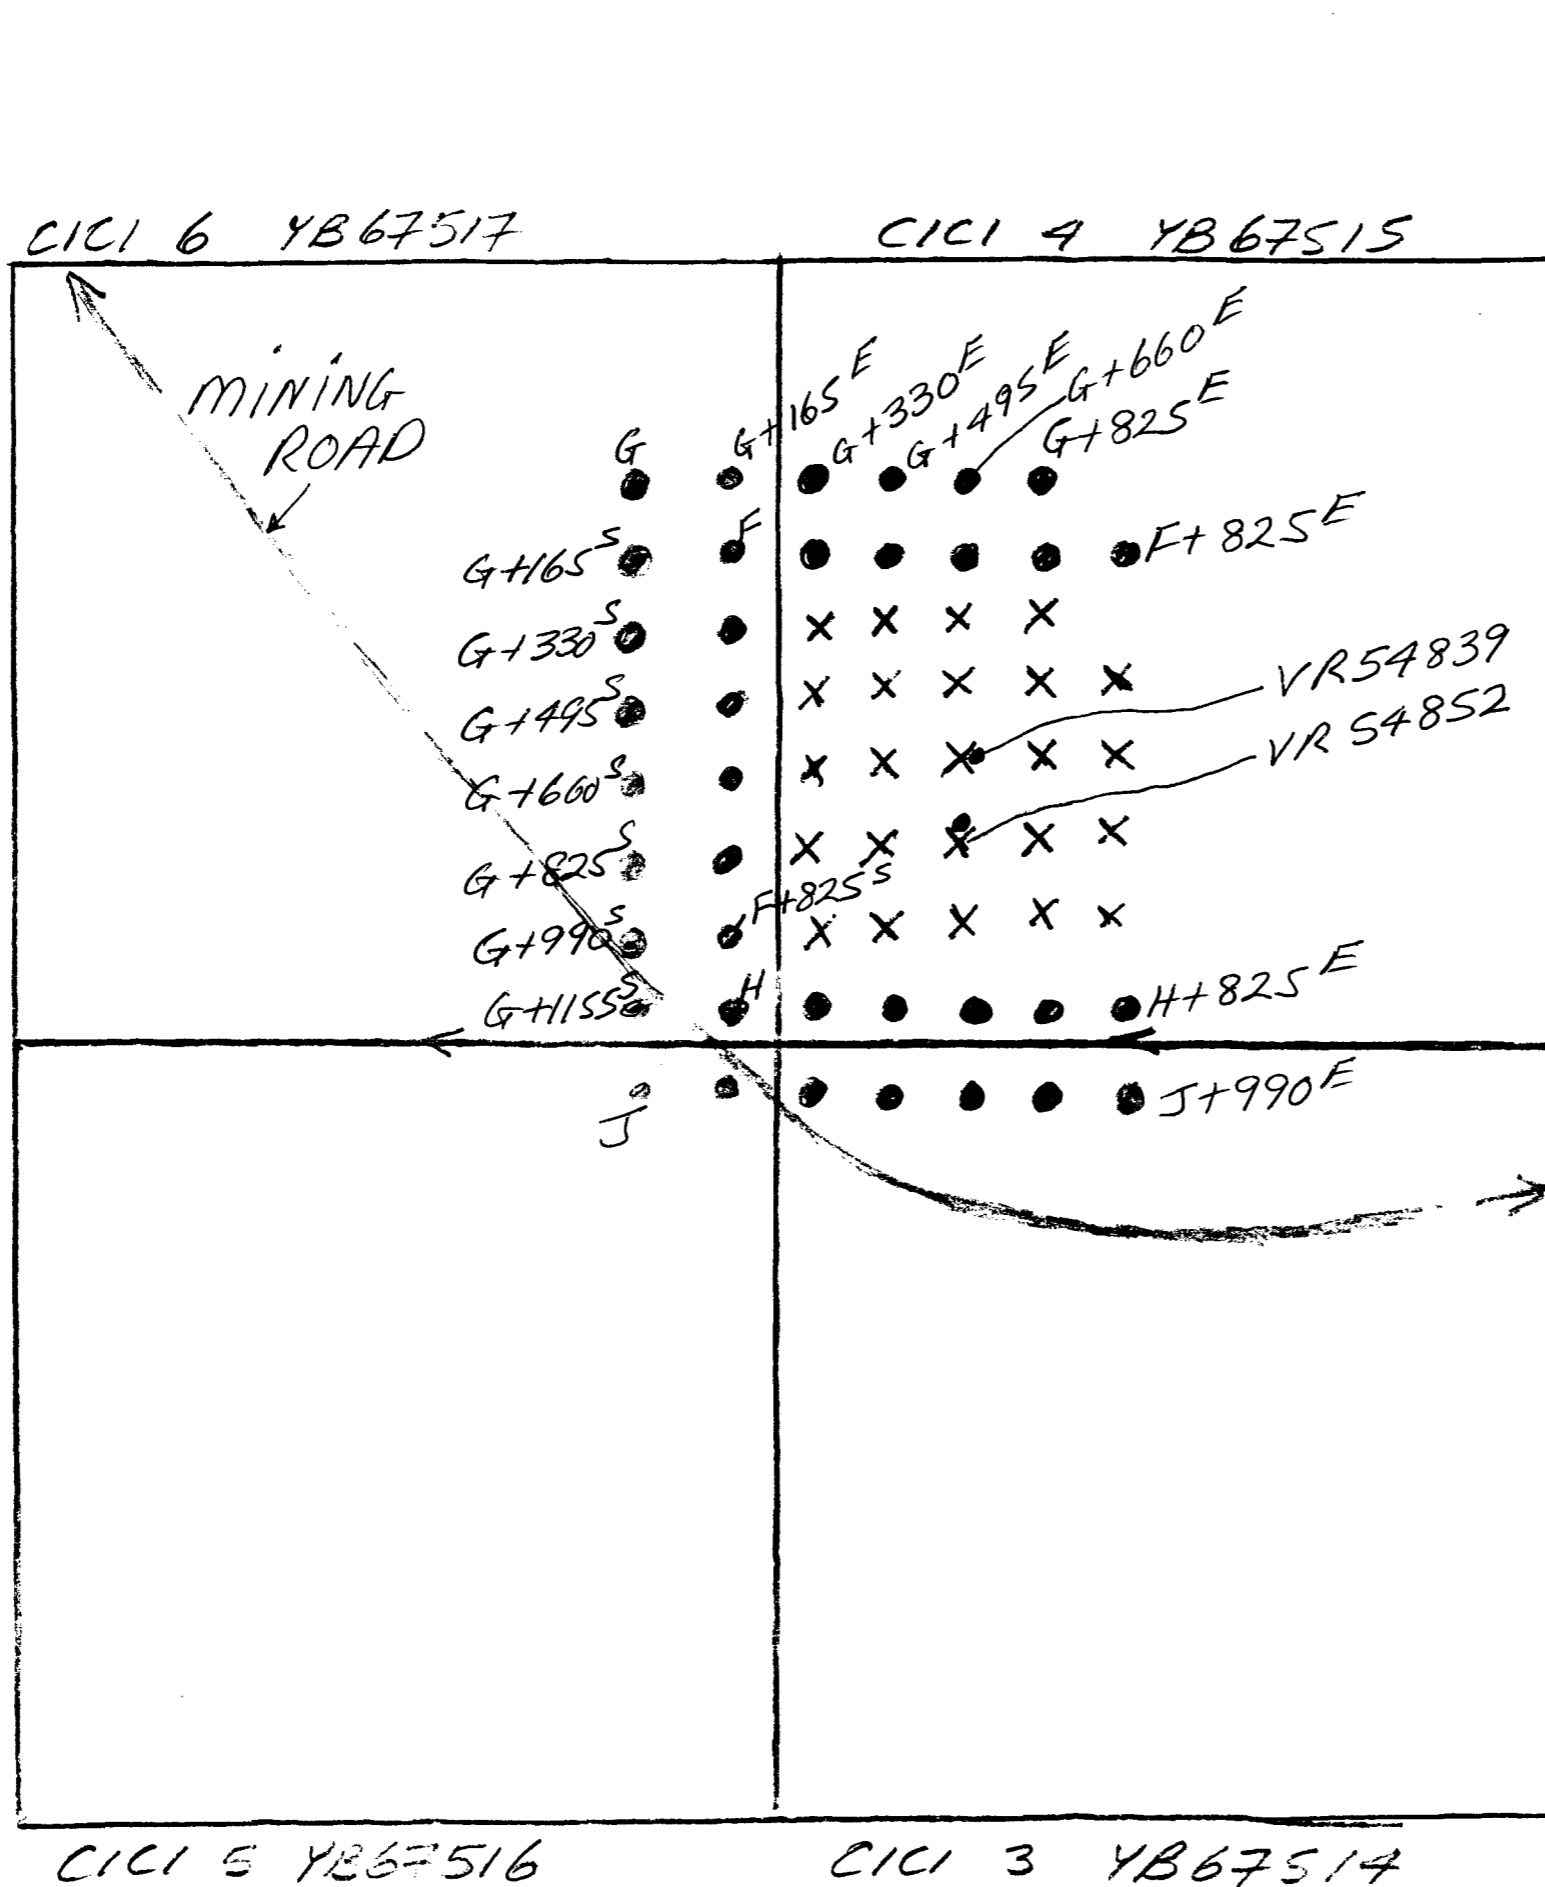 CICI 6 YB67517
CICI 4 YB67515
MINING
ROAD
G
G+165E
G+330E
G+495E
G+660E
G+825E
G+165S
F
F+825E
G+330S
G+495S
VR54839
VR 54852
G+660S
G+825S
F+825S
G+990S
G+1155S
H
H+825E
J
J+990E
CICI 5 YB67516
CICI 3 YB67514